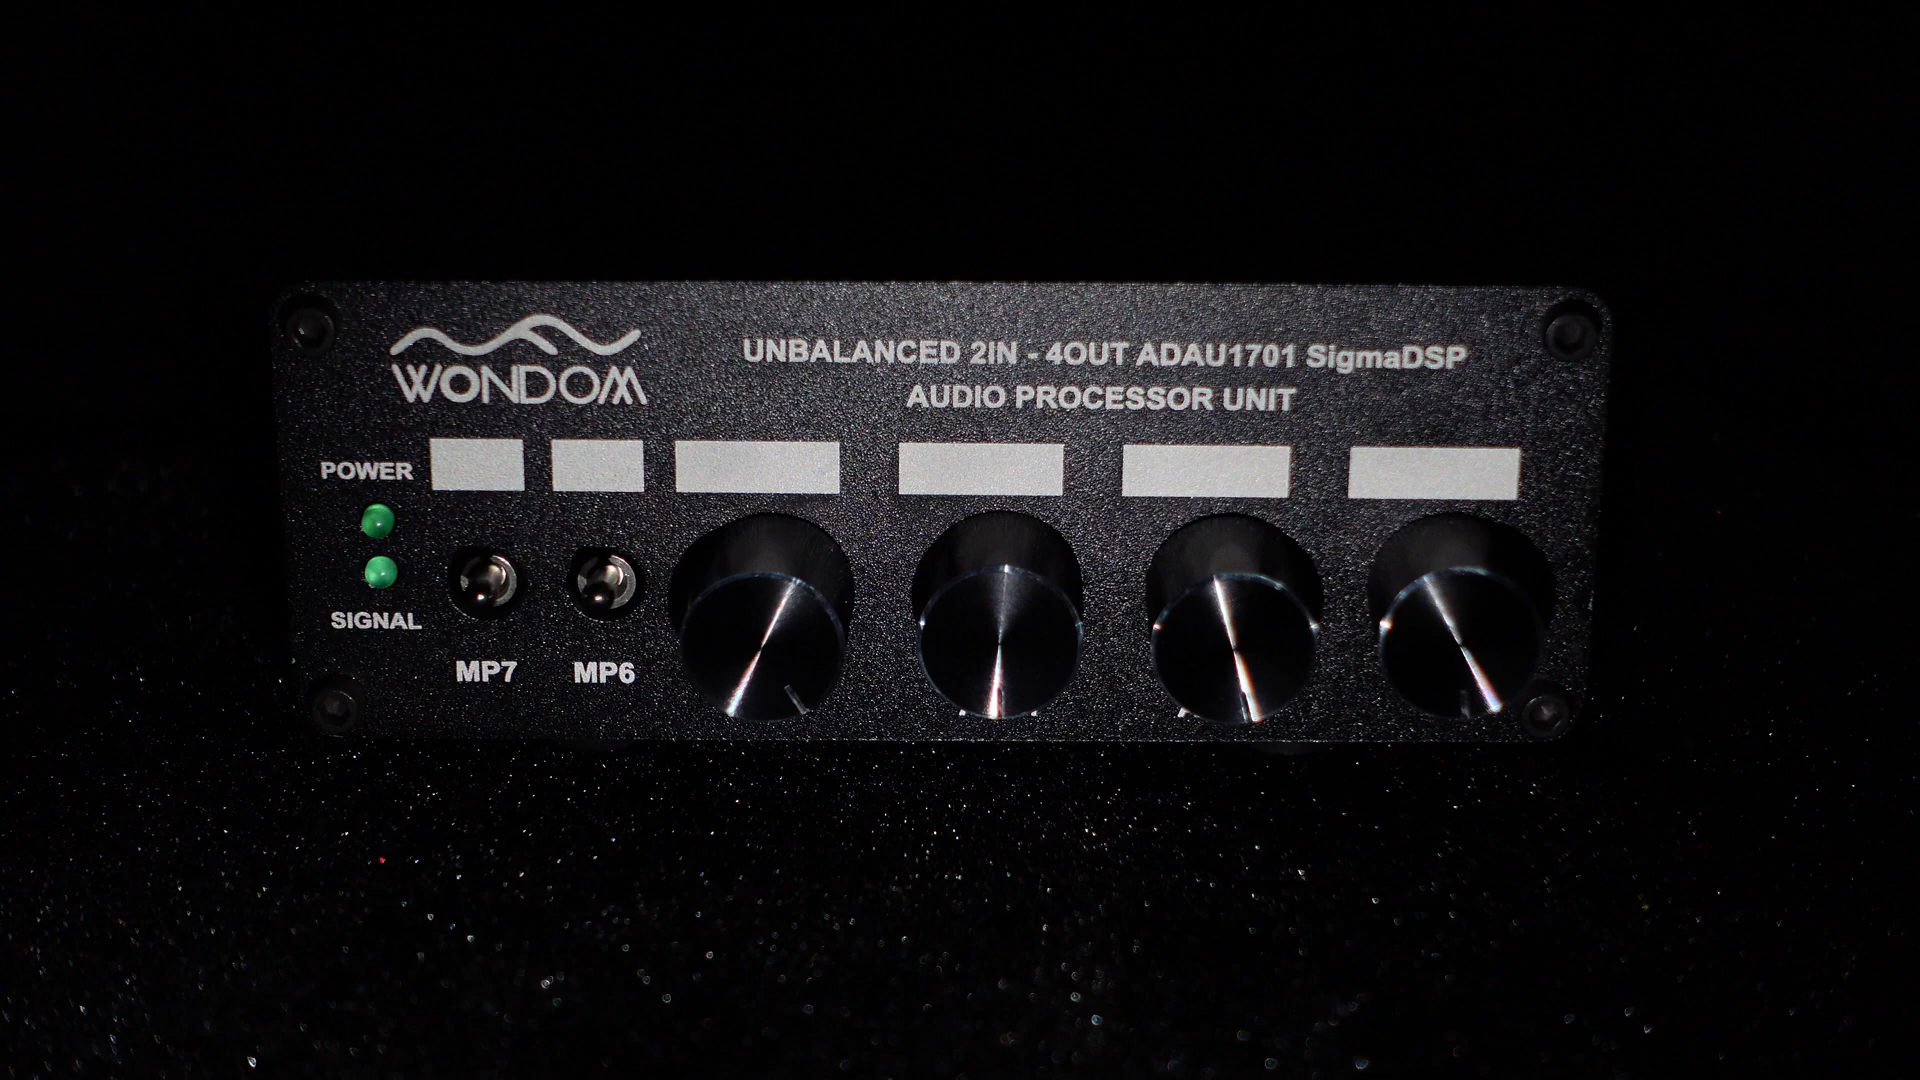 WONDOM
UNBALANCED 2IN - 4OUT ADAU1701 SigmaDSP
AUDIO PROCESSOR UNIT
POWER
SIGNAL
MP7
MP6